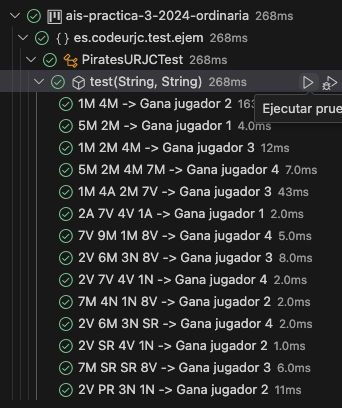 ais-practica-3-2024-ordinaria 268ms
{ } es.codeurjc.test.ejem 268ms
PiratesURJCTest 268ms
test(String, String) 268ms
Ejecutar prue
1M 4M -> Gana jugador 2
5M 2M -> Gana jugador 1 4.0ms
1M 2M 4M -> Gana jugador 3 12ms
5M 2M 4M 7M -> Gana jugador 4 7.0ms
1M 4A 2M 7V -> Gana jugador 3 43ms
2A 7V 4V 1A -> Gana jugador 1 2.0ms
7V 9M 1M 8V -> Gana jugador 4 5.0ms
2V 6M 3N 8V -> Gana jugador 3 8.0ms
2V 7V 4V 1N -> Gana jugador 4 2.0ms
7M 4N 1N 8V -> Gana jugador 2 2.0ms
2V 6M 3N SR -> Gana jugador 4 2.0ms
2V SR 4V 1N -> Gana jugador 2 1.0ms
7M SR SR 8V -> Gana jugador 3 6.0ms
2V PR 3N 1N -> Gana jugador 2 11ms